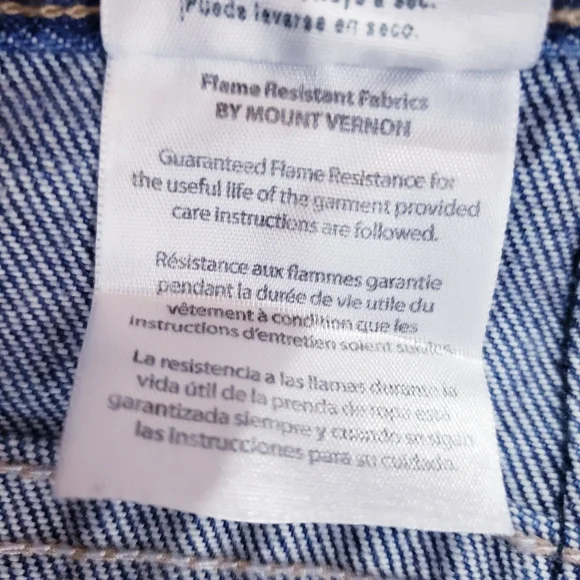 ¡Puede lavarse en seco.
Flame Resistant Fabrics
BY MOUNT VERNON
Guaranteed Flame Resistance for
the useful life of the garment provided
care instructions are followed.
Résistance aux flammes garantie
pendant la durée de vie utile du
vêtement à condition que les
instructions d'entretien soient suivies.
La resistencia a las llamas durante la
vida útil de la prenda de ropa está
garantizada siempre y cuando se sigan
las instrucciones para su cuidado.